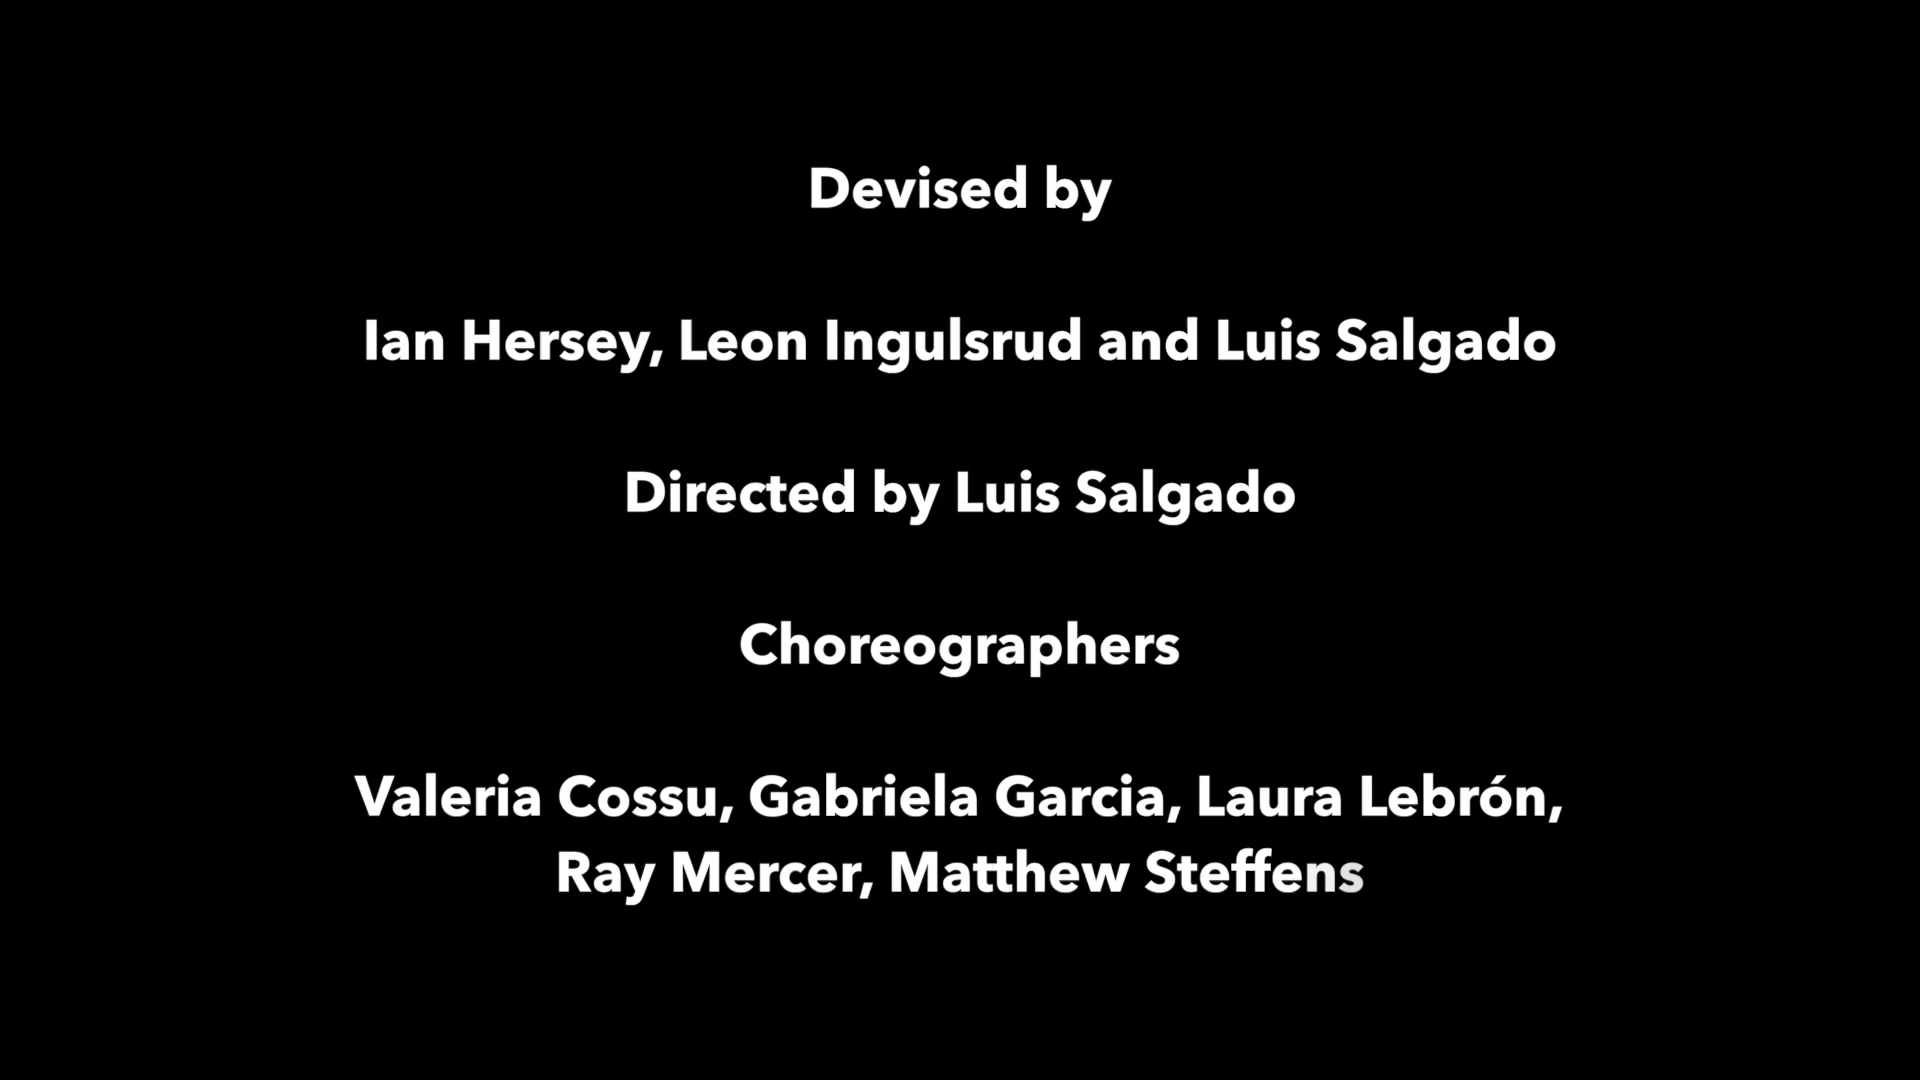 Devised by
Ian Hersey, Leon Ingulsrud and Luis Salgado
Directed by Luis Salgado
Choreographers
Valeria Cossu, Gabriela Garcia, Laura Lebrón,
Ray Mercer, Matthew Steffens